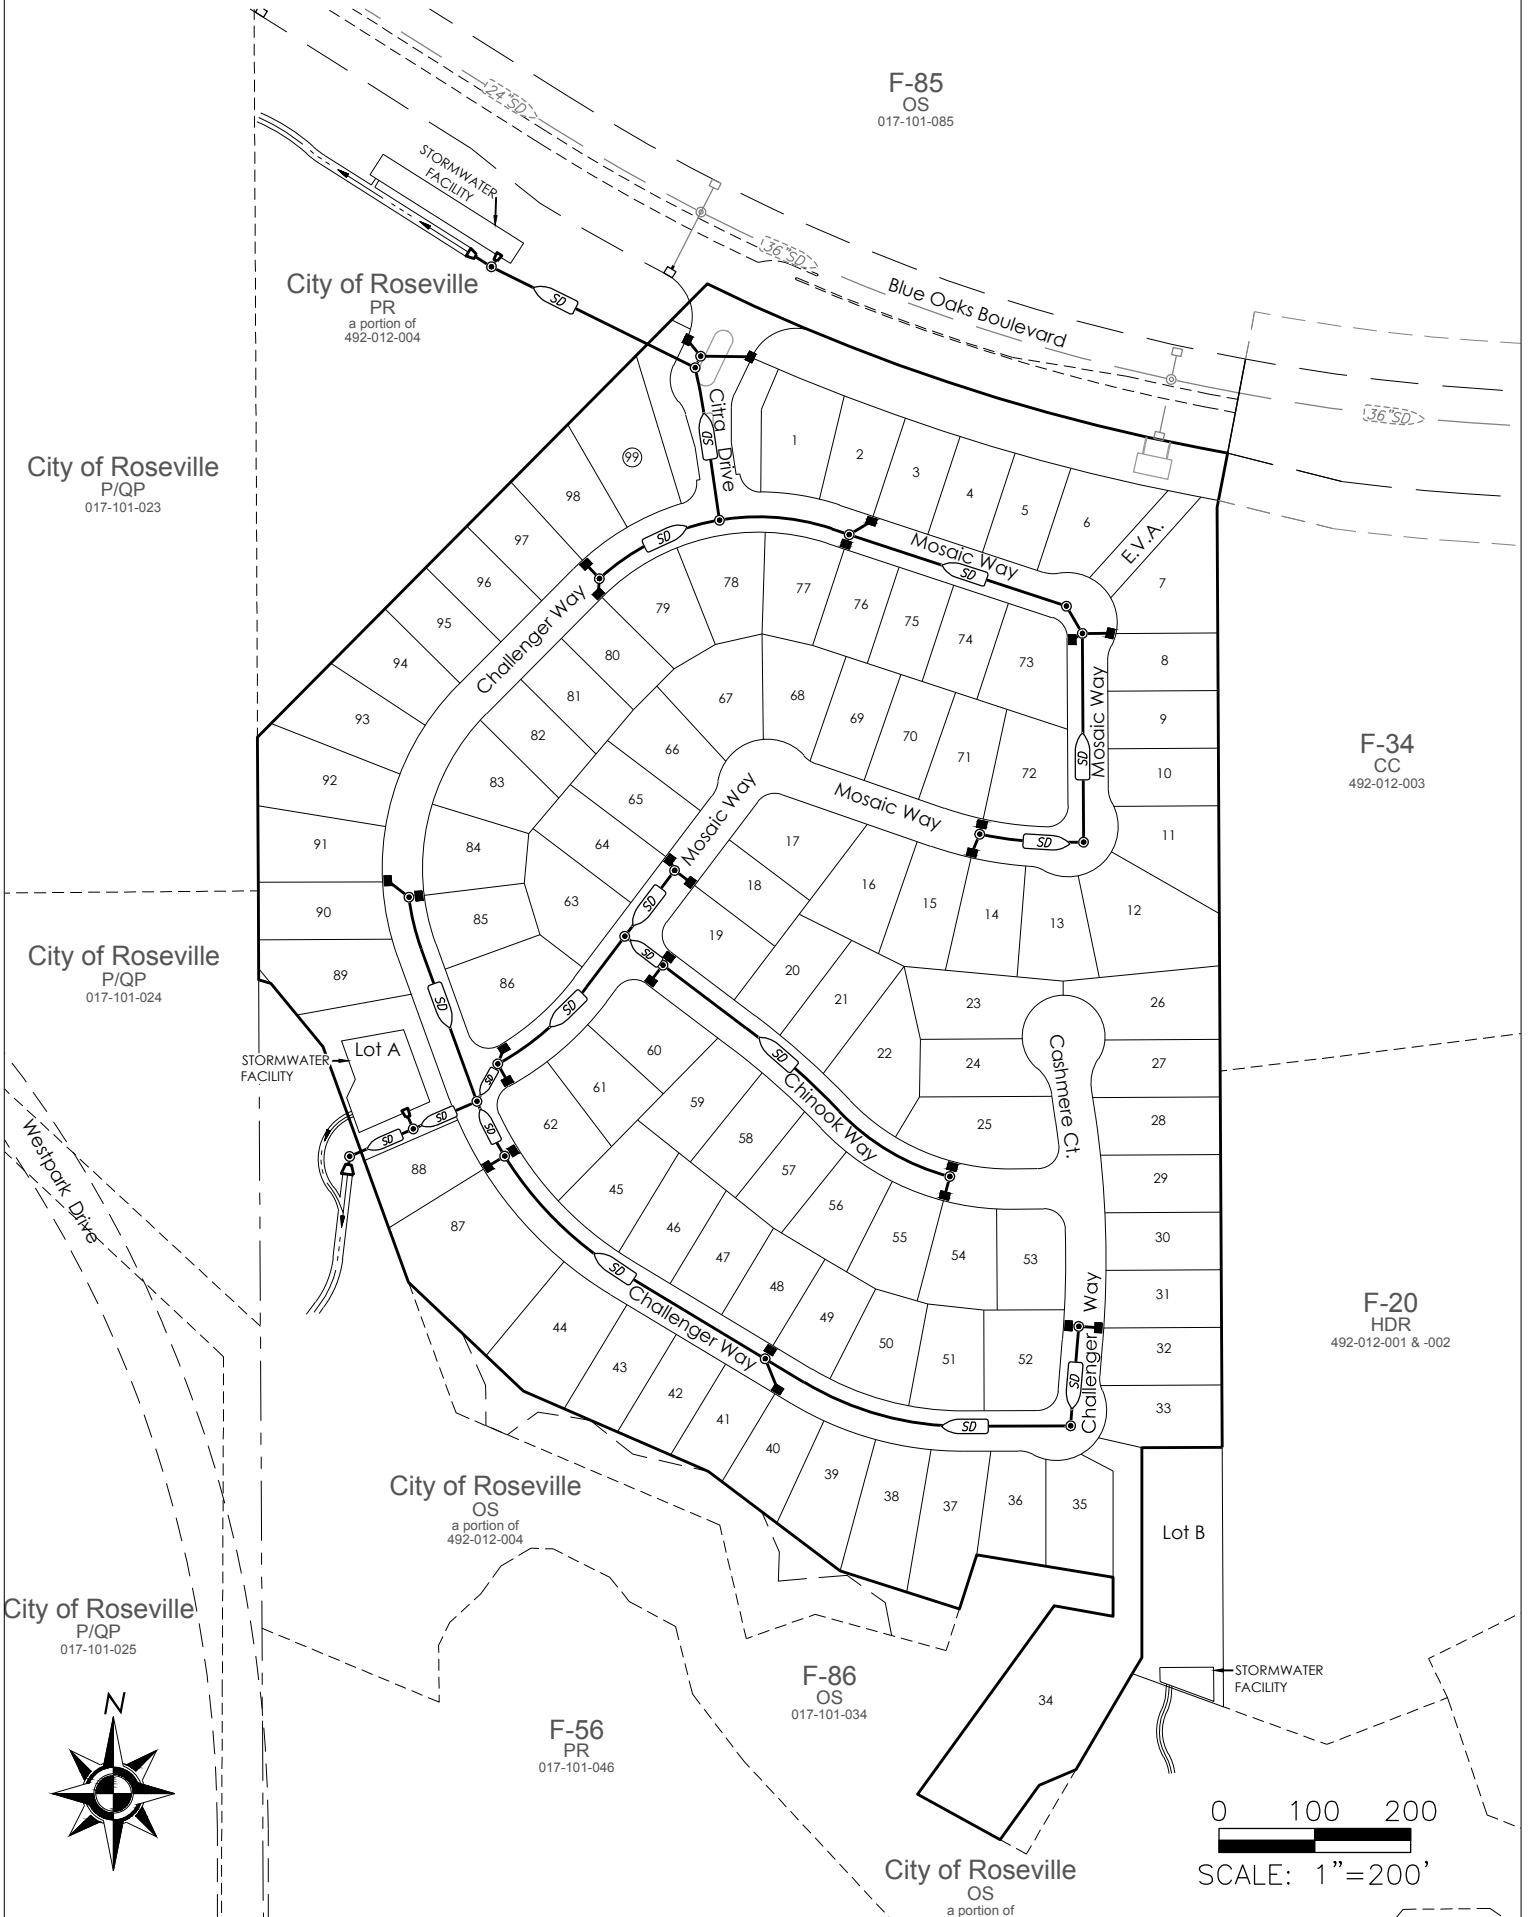 F-85
OS
017-101-085
24"SD
STORMWATER
FACILITY
36"SD
City of Roseville
PR
a portion of
492-012-004
SD
Blue Oaks Boulevard
36"SD
Citra Drive
SD
City of Roseville
P/QP
017-101-023
1
2
3
4
5
6
E.V.A.
7
99
98
97
96
95
94
93
92
91
90
89
SD
Mosaic Way
SD
Challenger Way
78
77
76
75
74
73
79
80
81
82
83
84
85
86
8
9
10
11
12
Mosaic Way
SD
67
68
69
70
71
72
66
65
64
63
F-34
CC
492-012-003
Mosaic Way
Mosaic Way
SD
17
18
19
16
15
14
13
SD
SD
20
21
22
23
24
25
26
27
28
29
30
31
32
33
City of Roseville
P/QP
017-101-024
SD
SD
STORMWATER
FACILITY
Lot A
SD
SD
SD
SD
SD
Chinook Way
Cashmere Ct.
60
61
62
59
58
57
56
55
54
53
88
87
45
46
47
48
49
50
51
52
Westpark Drive
SD
Challenger Way
Challenger Way
SD
SD
F-20
HDR
492-012-001 & -002
44
43
42
41
40
39
38
37
36
35
Lot B
City of Roseville
OS
a portion of
492-012-004
City of Roseville
P/QP
017-101-025
F-86
OS
017-101-034
34
STORMWATER
FACILITY
F-56
PR
017-101-046
N
0 100 200
SCALE: 1"=200'
City of Roseville
OS
a portion of